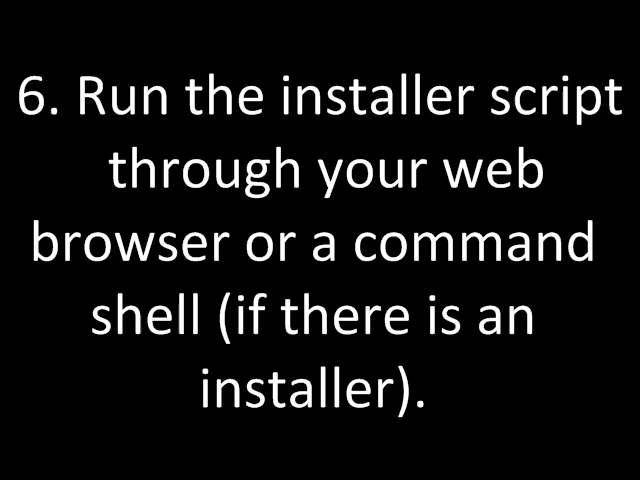 6. Run the installer script
through your web
browser or a command
shell (if there is an
installer).